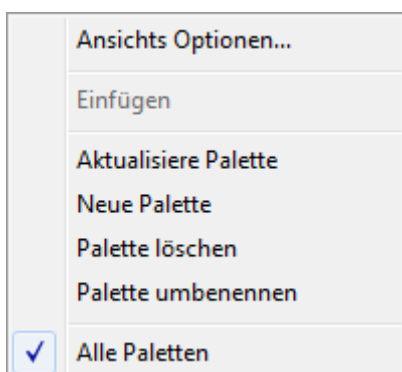 Ansichts Optionen...
Einfügen
Aktualisiere Palette
Neue Palette
Palette löschen
Palette umbenennen
Alle Paletten